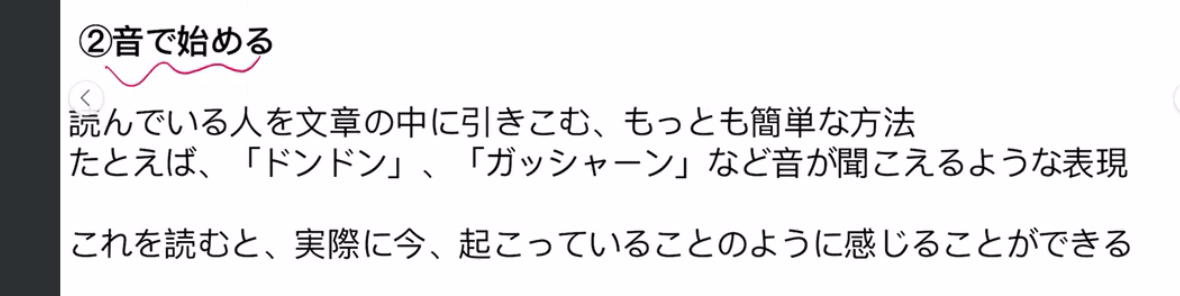 ②音で始める
読んでいる人を文章の中に引きこむ、もっとも簡単な方法
たとえば、「ドンドン」、「ガッシャーン」など音が聞こえるような表現
これを読むと、実際に今、起こっていることのように感じることができる